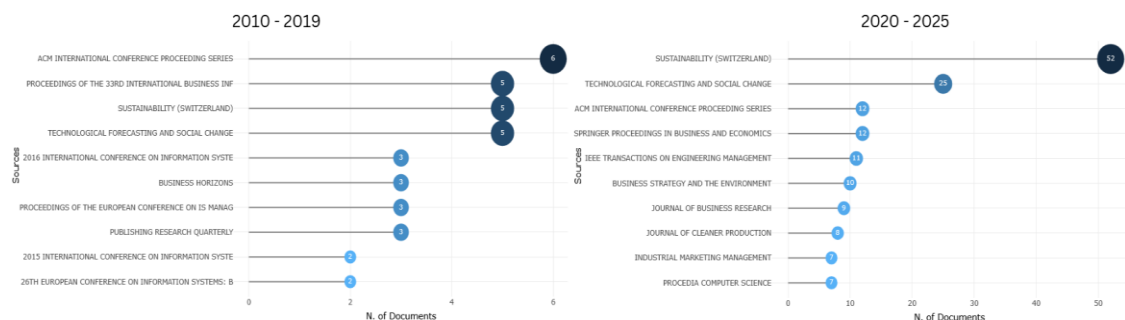 2010 - 2019
Sources
ACM INTERNATIONAL CONFERENCE PROCEEDING SERIES 6
PROCEEDINGS OF THE 33RD INTERNATIONAL BUSINESS INF 5
SUSTAINABILITY (SWITZERLAND) 5
TECHNOLOGICAL FORECASTING AND SOCIAL CHANGE 5
2016 INTERNATIONAL CONFERENCE ON INFORMATION SYSTE 3
BUSINESS HORIZONS 3
PROCEEDINGS OF THE EUROPEAN CONFERENCE ON IS MANAG 3
PUBLISHING RESEARCH QUARTERLY 3
2015 INTERNATIONAL CONFERENCE ON INFORMATION SYSTE 2
26TH EUROPEAN CONFERENCE ON INFORMATION SYSTEMS: B 2
0 2 4 6
N. of Documents
2020 - 2025
Sources
SUSTAINABILITY (SWITZERLAND) 52
TECHNOLOGICAL FORECASTING AND SOCIAL CHANGE 25
ACM INTERNATIONAL CONFERENCE PROCEEDING SERIES 12
SPRINGER PROCEEDINGS IN BUSINESS AND ECONOMICS 12
IEEE TRANSACTIONS ON ENGINEERING MANAGEMENT 11
BUSINESS STRATEGY AND THE ENVIRONMENT 10
JOURNAL OF BUSINESS RESEARCH 9
JOURNAL OF CLEANER PRODUCTION 8
INDUSTRIAL MARKETING MANAGEMENT 7
PROCEDIA COMPUTER SCIENCE 7
0 10 20 30 40 50
N. of Documents